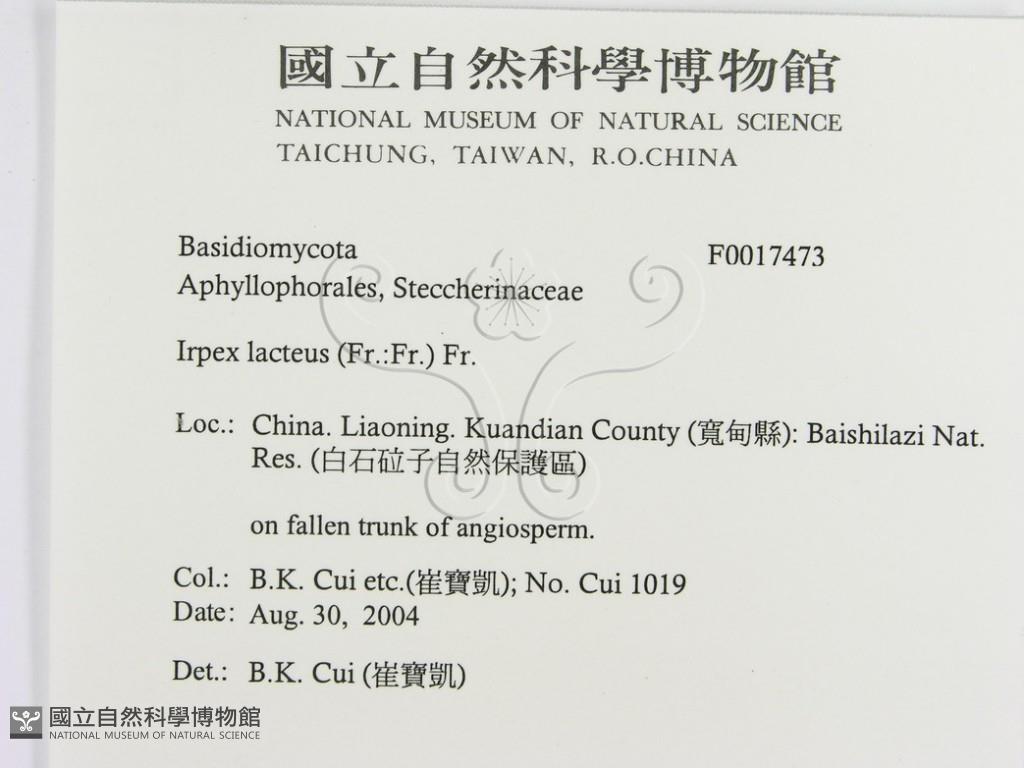 國立自然科學博物館
NATIONAL MUSEUM OF NATURAL SCIENCE
TAICHUNG, TAIWAN, R.O.CHINA
Basidiomycota F0017473
Aphyllophorales, Steccherinaceae
Irpex lacteus (Fr.:Fr.) Fr.
Loc.: China. Liaoning. Kuandian County (寬甸縣): Baishilazi Nat.
Res. (白石砬子自然保護區)
on fallen trunk of angiosperm.
Col.: B.K. Cui etc.(崔寶凱); No. Cui 1019
Date: Aug. 30, 2004
Det.: B.K. Cui (崔寶凱)
國立自然科學博物館
NATIONAL MUSEUM OF NATURAL SCIENCE